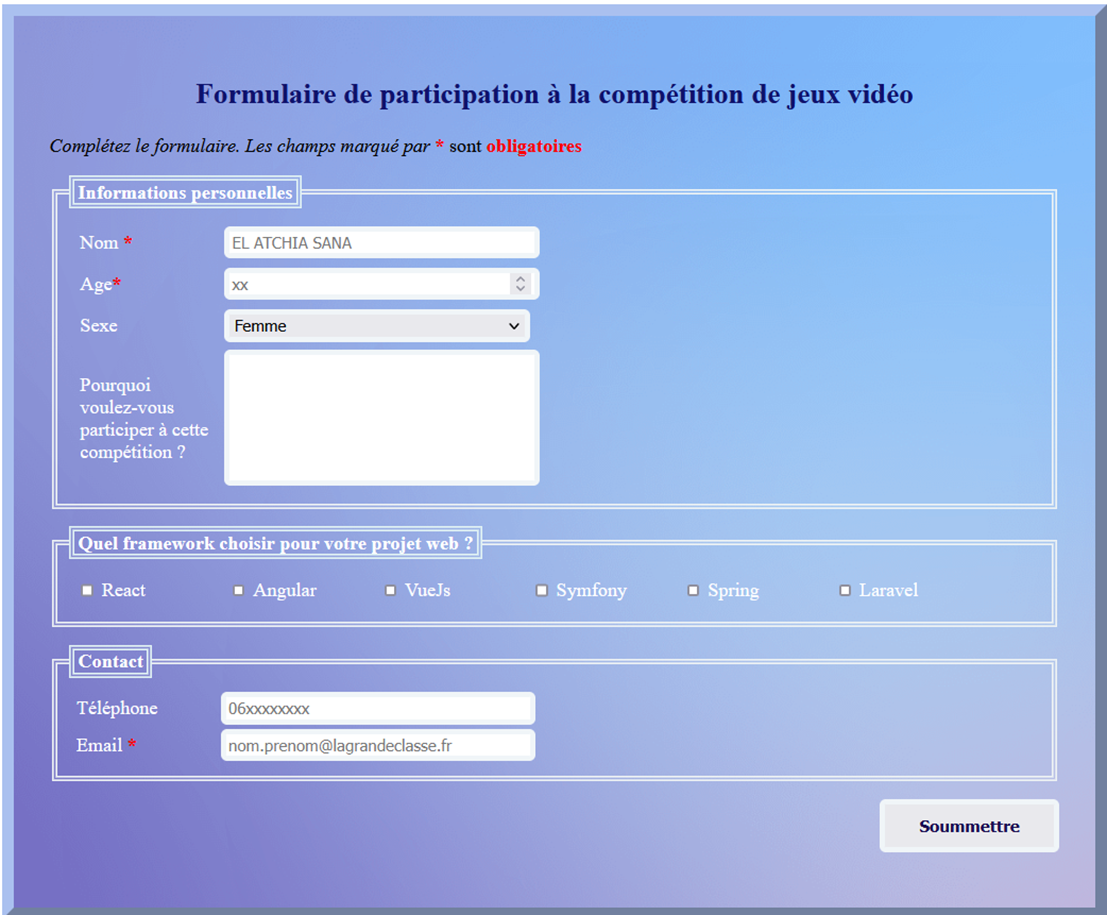 Formulaire de participation à la compétition de jeux vidéo
Complétez le formulaire. Les champs marqué par * sont obligatoires
Informations personnelles
Nom *
EL ATCHIA SANA
Age*
xx
Sexe
Femme
Pourquoi
voulez-vous
participer à cette
compétition ?
Quel framework choisir pour votre projet web ?
React Angular VueJs Symfony Spring Laravel
Contact
Téléphone
06xxxxxxxx
Email *
nom.prenom@lagrandeclasse.fr
Soummettre